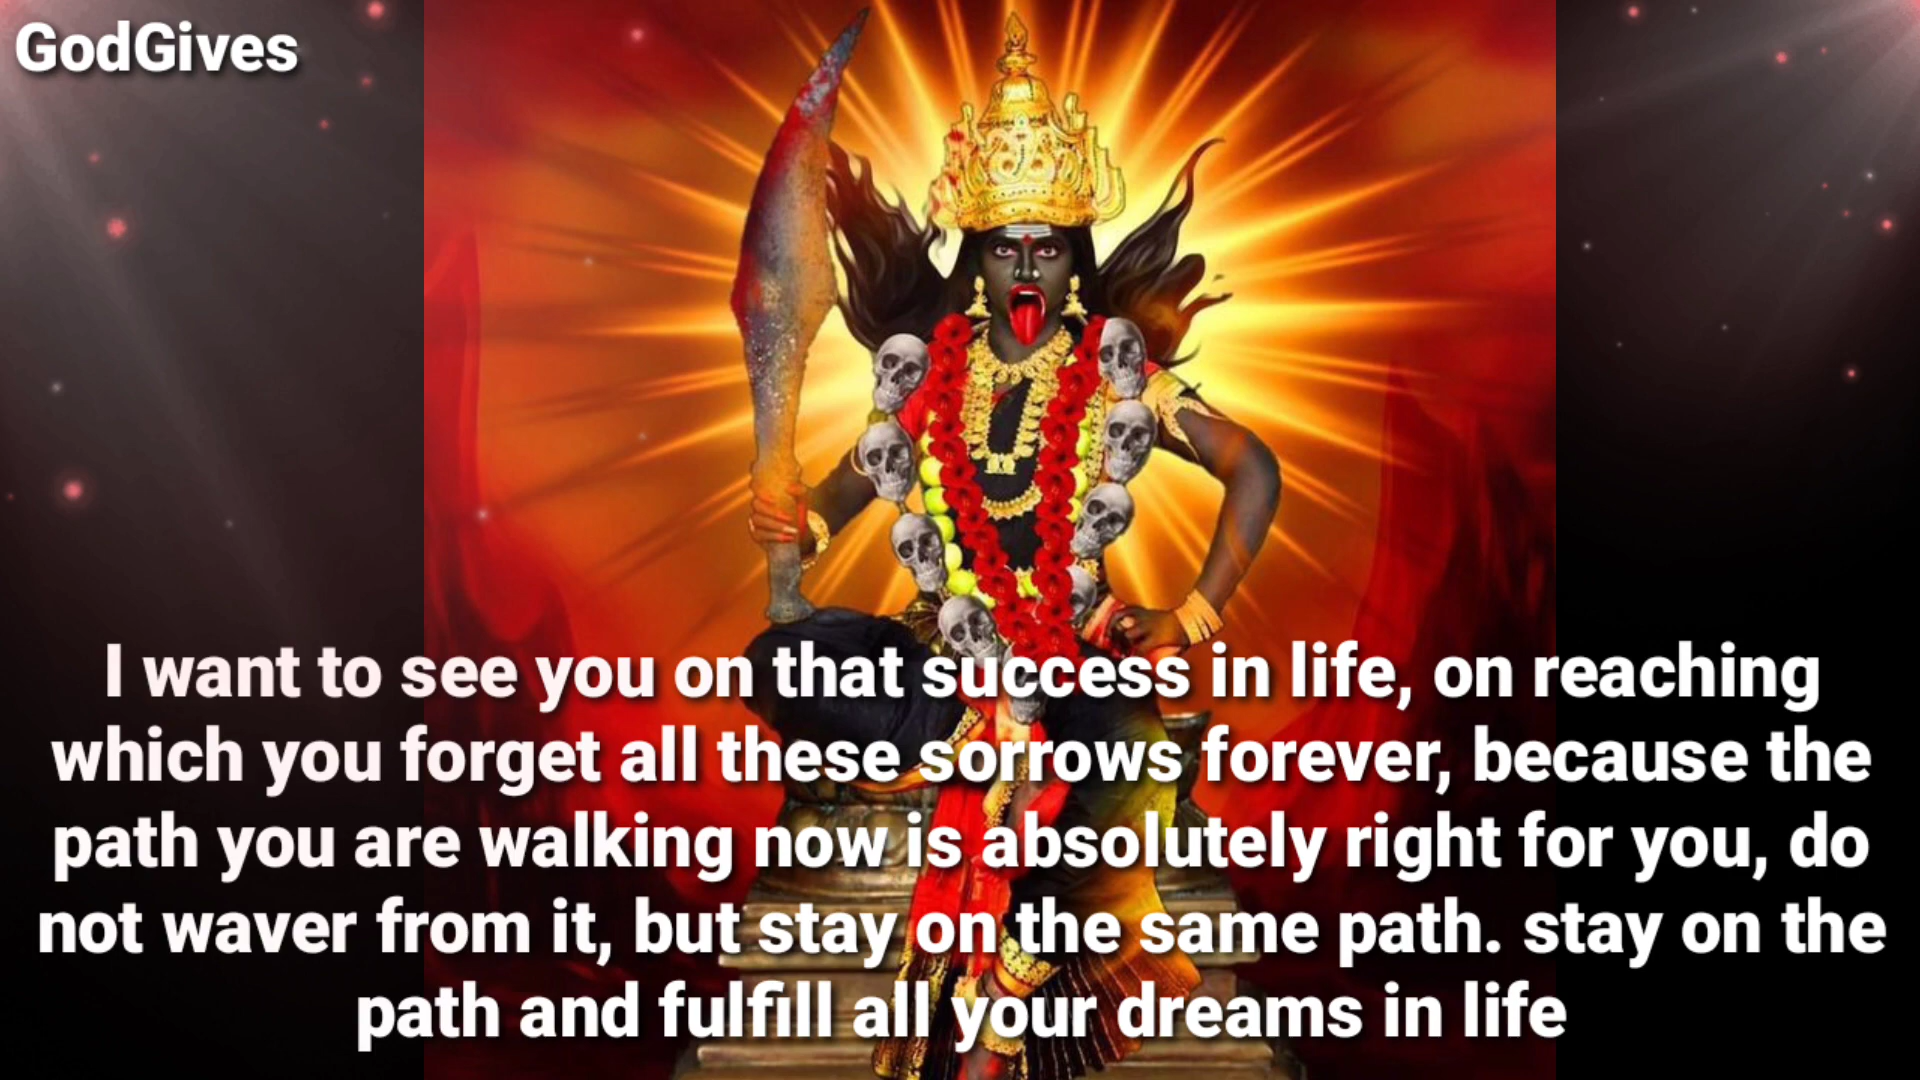 GodGives
I want to see you on that success in life, on reaching
which you forget all these sorrows forever, because the
path you are walking now is absolutely right for you, do
not waver from it, but stay on the same path. stay on the
path and fulfill all your dreams in life